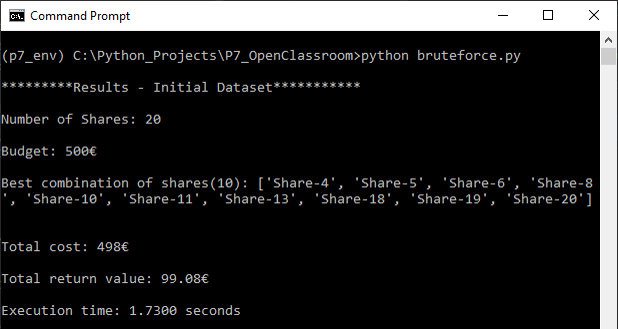 Command Prompt
(p7_env) C:\Python_Projects\P7_OpenClassroom>python bruteforce.py
*********Results - Initial Dataset***********
Number of Shares: 20
Budget: 500€
Best combination of shares(10): ['Share-4', 'Share-5', 'Share-6', 'Share-8
', 'Share-10', 'Share-11', 'Share-13', 'Share-18', 'Share-19', 'Share-20']
Total cost: 498€
Total return value: 99.08€
Execution time: 1.7300 seconds